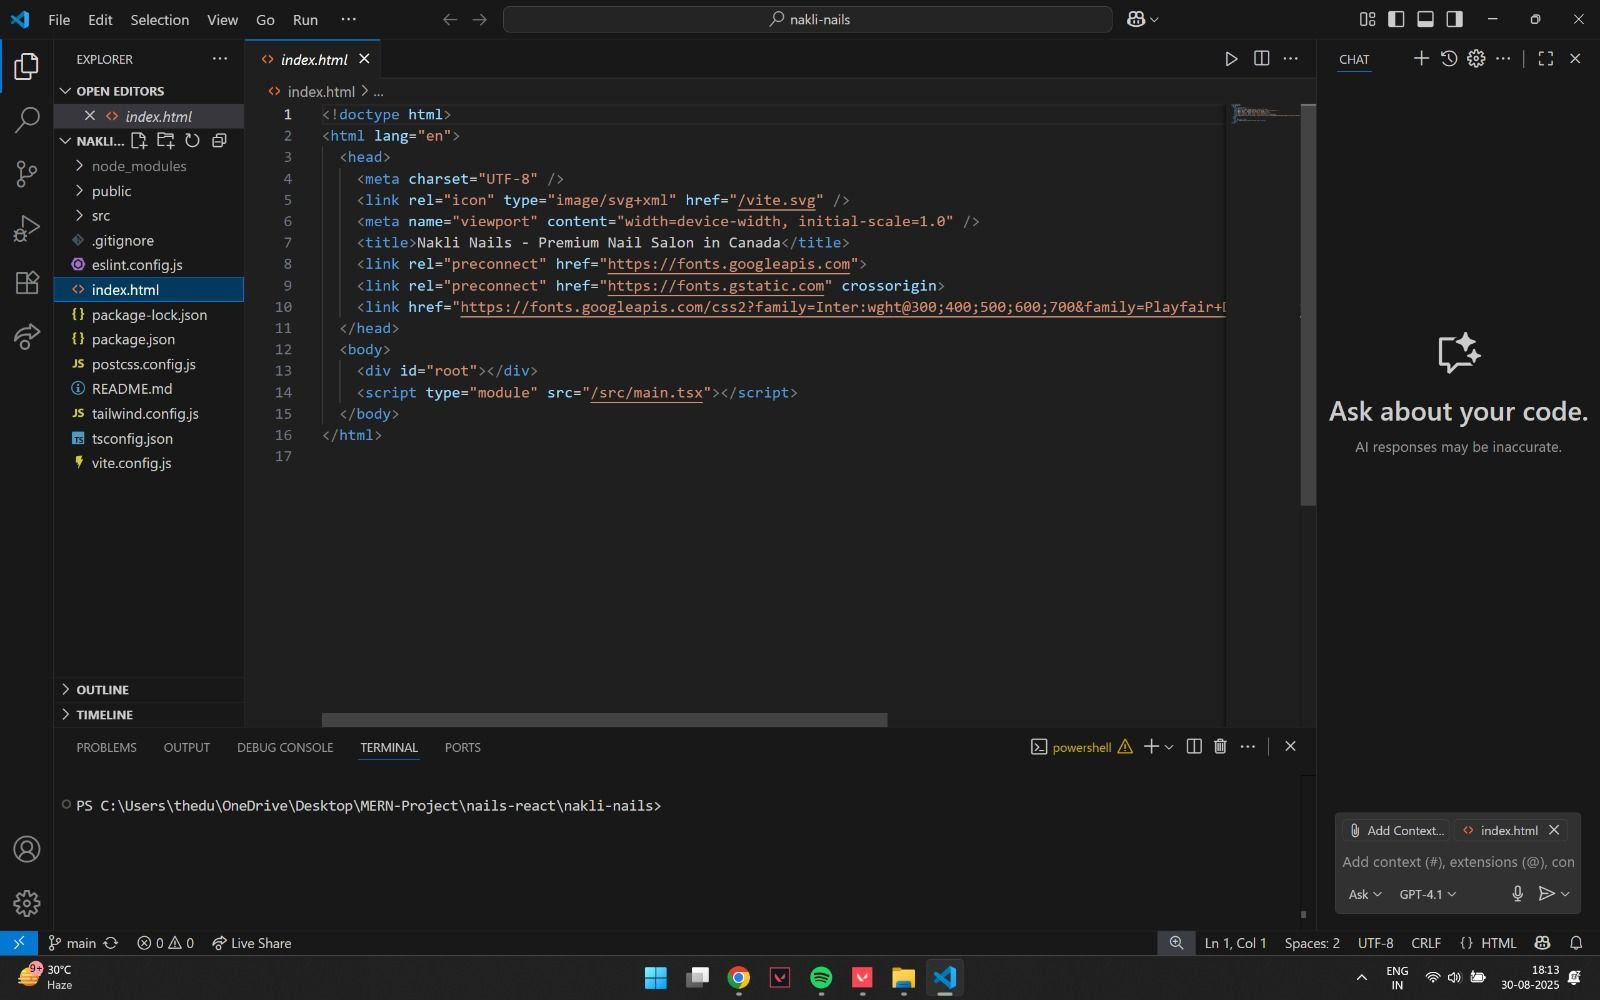 File Edit Selection View Go Run ···
nakli-nails
EXPLORER
OPEN EDITORS
index.html
NAKLI...
node_modules
public
src
.gitignore
eslint.config.js
index.html
package-lock.json
package.json
postcss.config.js
README.md
tailwind.config.js
tsconfig.json
vite.config.js
OUTLINE
TIMELINE
index.html
index.html > ...
1 <!doctype html>
2 <html lang="en">
3 <head>
4 <meta charset="UTF-8" />
5 <link rel="icon" type="image/svg+xml" href="/vite.svg" />
6 <meta name="viewport" content="width=device-width, initial-scale=1.0" />
7 <title>Nakli Nails - Premium Nail Salon in Canada</title>
8 <link rel="preconnect" href="https://fonts.googleapis.com">
9 <link rel="preconnect" href="https://fonts.gstatic.com" crossorigin>
10 <link href="https://fonts.googleapis.com/css2?family=Inter:wght@300;400;500;600;700&family=Playfair+
11 </head>
12 <body>
13 <div id="root"></div>
14 <script type="module" src="/src/main.tsx"></script>
15 </body>
16 </html>
17
PROBLEMS OUTPUT DEBUG CONSOLE TERMINAL PORTS
powershell
PS C:\Users\thedu\OneDrive\Desktop\MERN-Project\nails-react\nakli-nails>
CHAT
Ask about your code.
AI responses may be inaccurate.
Add Context... index.html
Add context (#), extensions (@), con
Ask GPT-4.1
main 0 0 Live Share
Ln 1, Col 1 Spaces: 2 UTF-8 CRLF {} HTML
9+
30°C
Haze
ENG
IN
18:13
30-08-2025